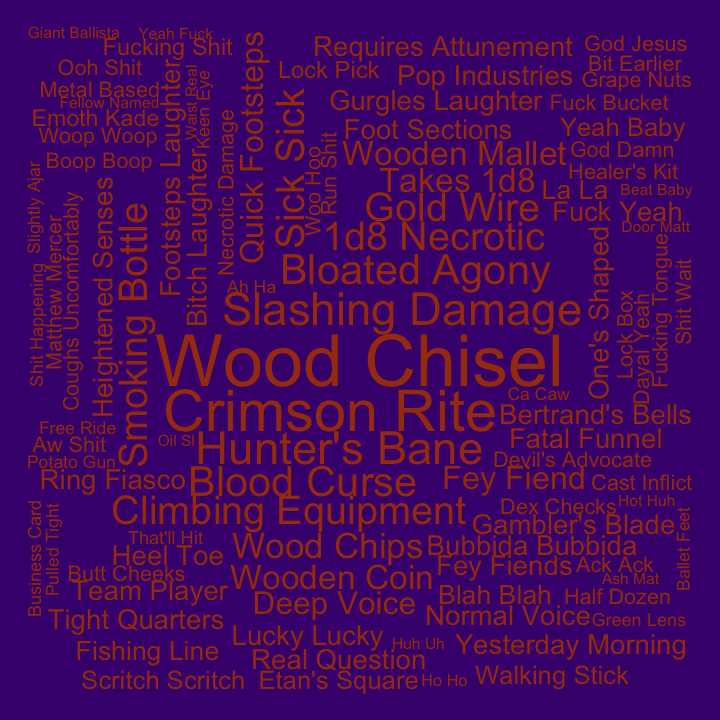 Giant Ballista
Yeah Fuck
Fucking Shit
Requires Attunement
God Jesus
Ooh Shit
Lock Pick
Pop Industries
Bit Earlier
Grape Nuts
Metal Based
Fellow Named
Gurgles Laughter
Fuck Bucket
Emoth Kade
Woop Woop
Foot Sections
Yeah Baby
Boop Boop
Wooden Mallet
God Damn
Takes 1d8
Healer's Kit
La La
Beat Baby
Gold Wire
Fuck Yeah
Door Matt
1d8 Necrotic
Bloated Agony
Ah Ha
Slashing Damage
Wood Chisel
Crimson Rite
Ca Caw
Bertrand's Bells
Free Ride
Aw Shit
Oil Sl
Hunter's Bane
Fatal Funnel
Potato Gun
Devil's Advocate
Ring Fiasco
Blood Curse
Fey Fiend
Cast Inflict
Climbing Equipment
Dex Checks
Hot Huh
Gambler's Blade
That'll Hit
Heel Toe
Wood Chips
Bubbida Bubbida
Butt Cheeks
Wooden Coin
Fey Fiends
Ack Ack
Ash Mat
Team Player
Deep Voice
Blah Blah
Half Dozen
Tight Quarters
Normal Voice
Green Lens
Lucky Lucky
Huh Uh
Yesterday Morning
Fishing Line
Real Question
Scritch Scritch
Etan's Square
Ho Ho
Walking Stick
Slightly Ajar
Shit Happening
Matthew Mercer
Coughs Uncomfortably
Heightened Senses
Smoking Bottle
Footsteps Laughter
Waist Real
Keen Eye
Bitch Laughter
Necrotic Damage
Quick Footsteps
Sick Sick
Woo Hoo
Run Shit
One's Shaped
Lock Box
Dayal Yeah
Fucking Tongue
Shit Wait
Business Card
Pulled Tight
Ballet Feet